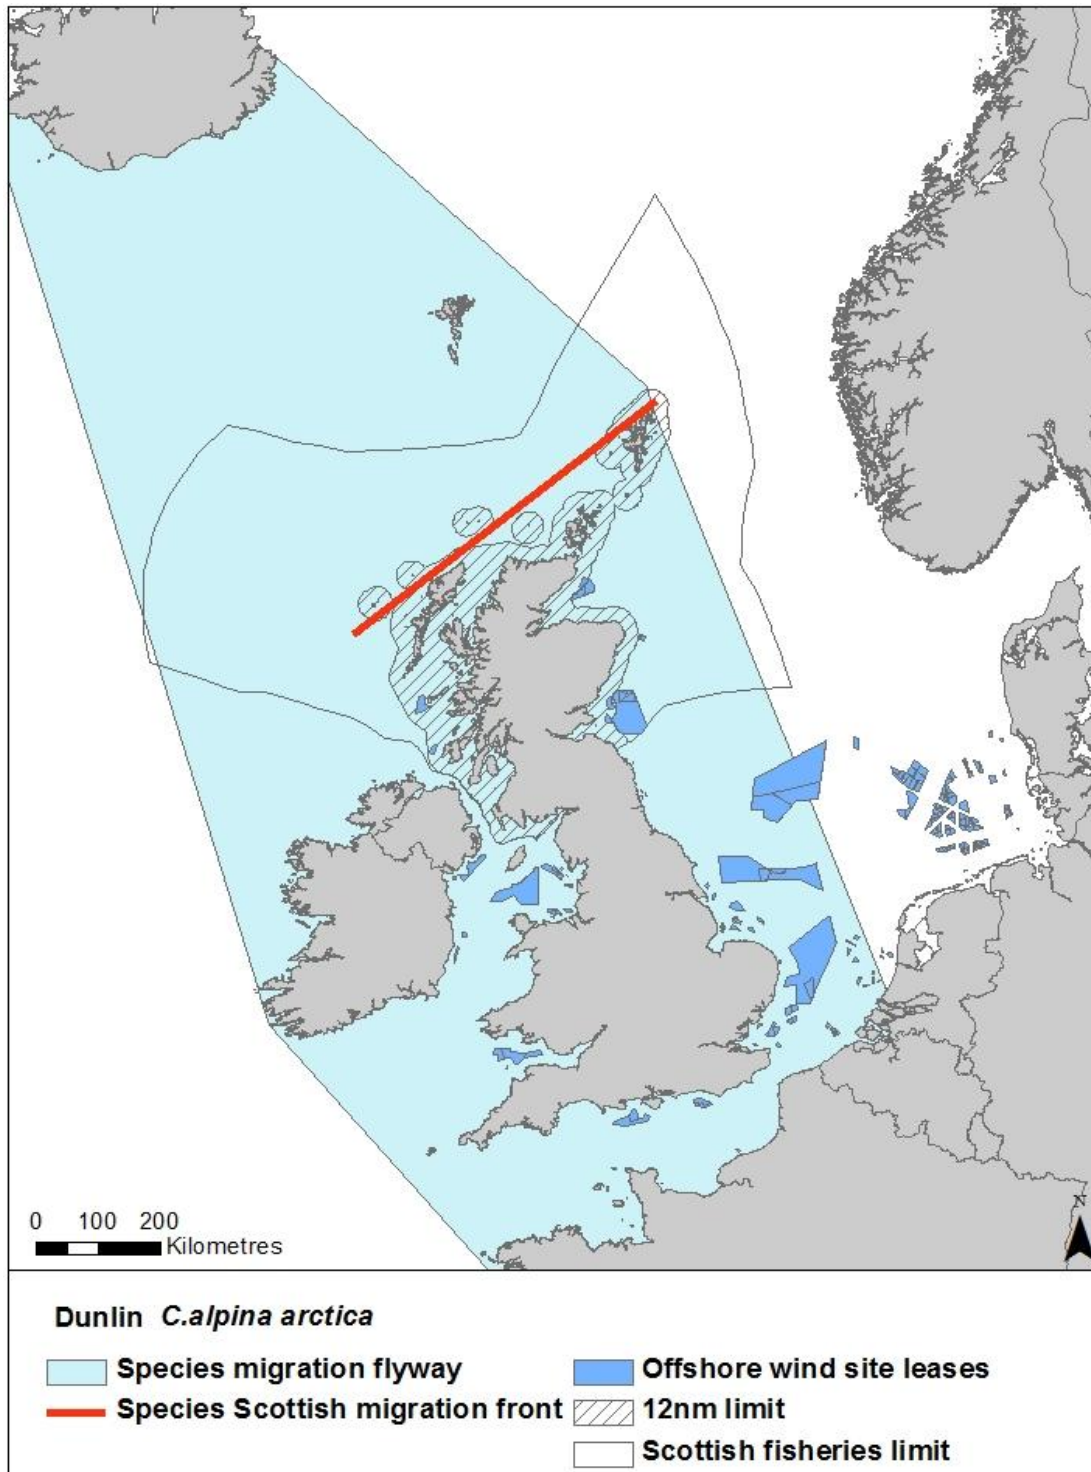 N
0 100 200
Kilometres
Dunlin C.alpina arctica
Species migration flyway
Species Scottish migration front
Offshore wind site leases
12nm limit
Scottish fisheries limit